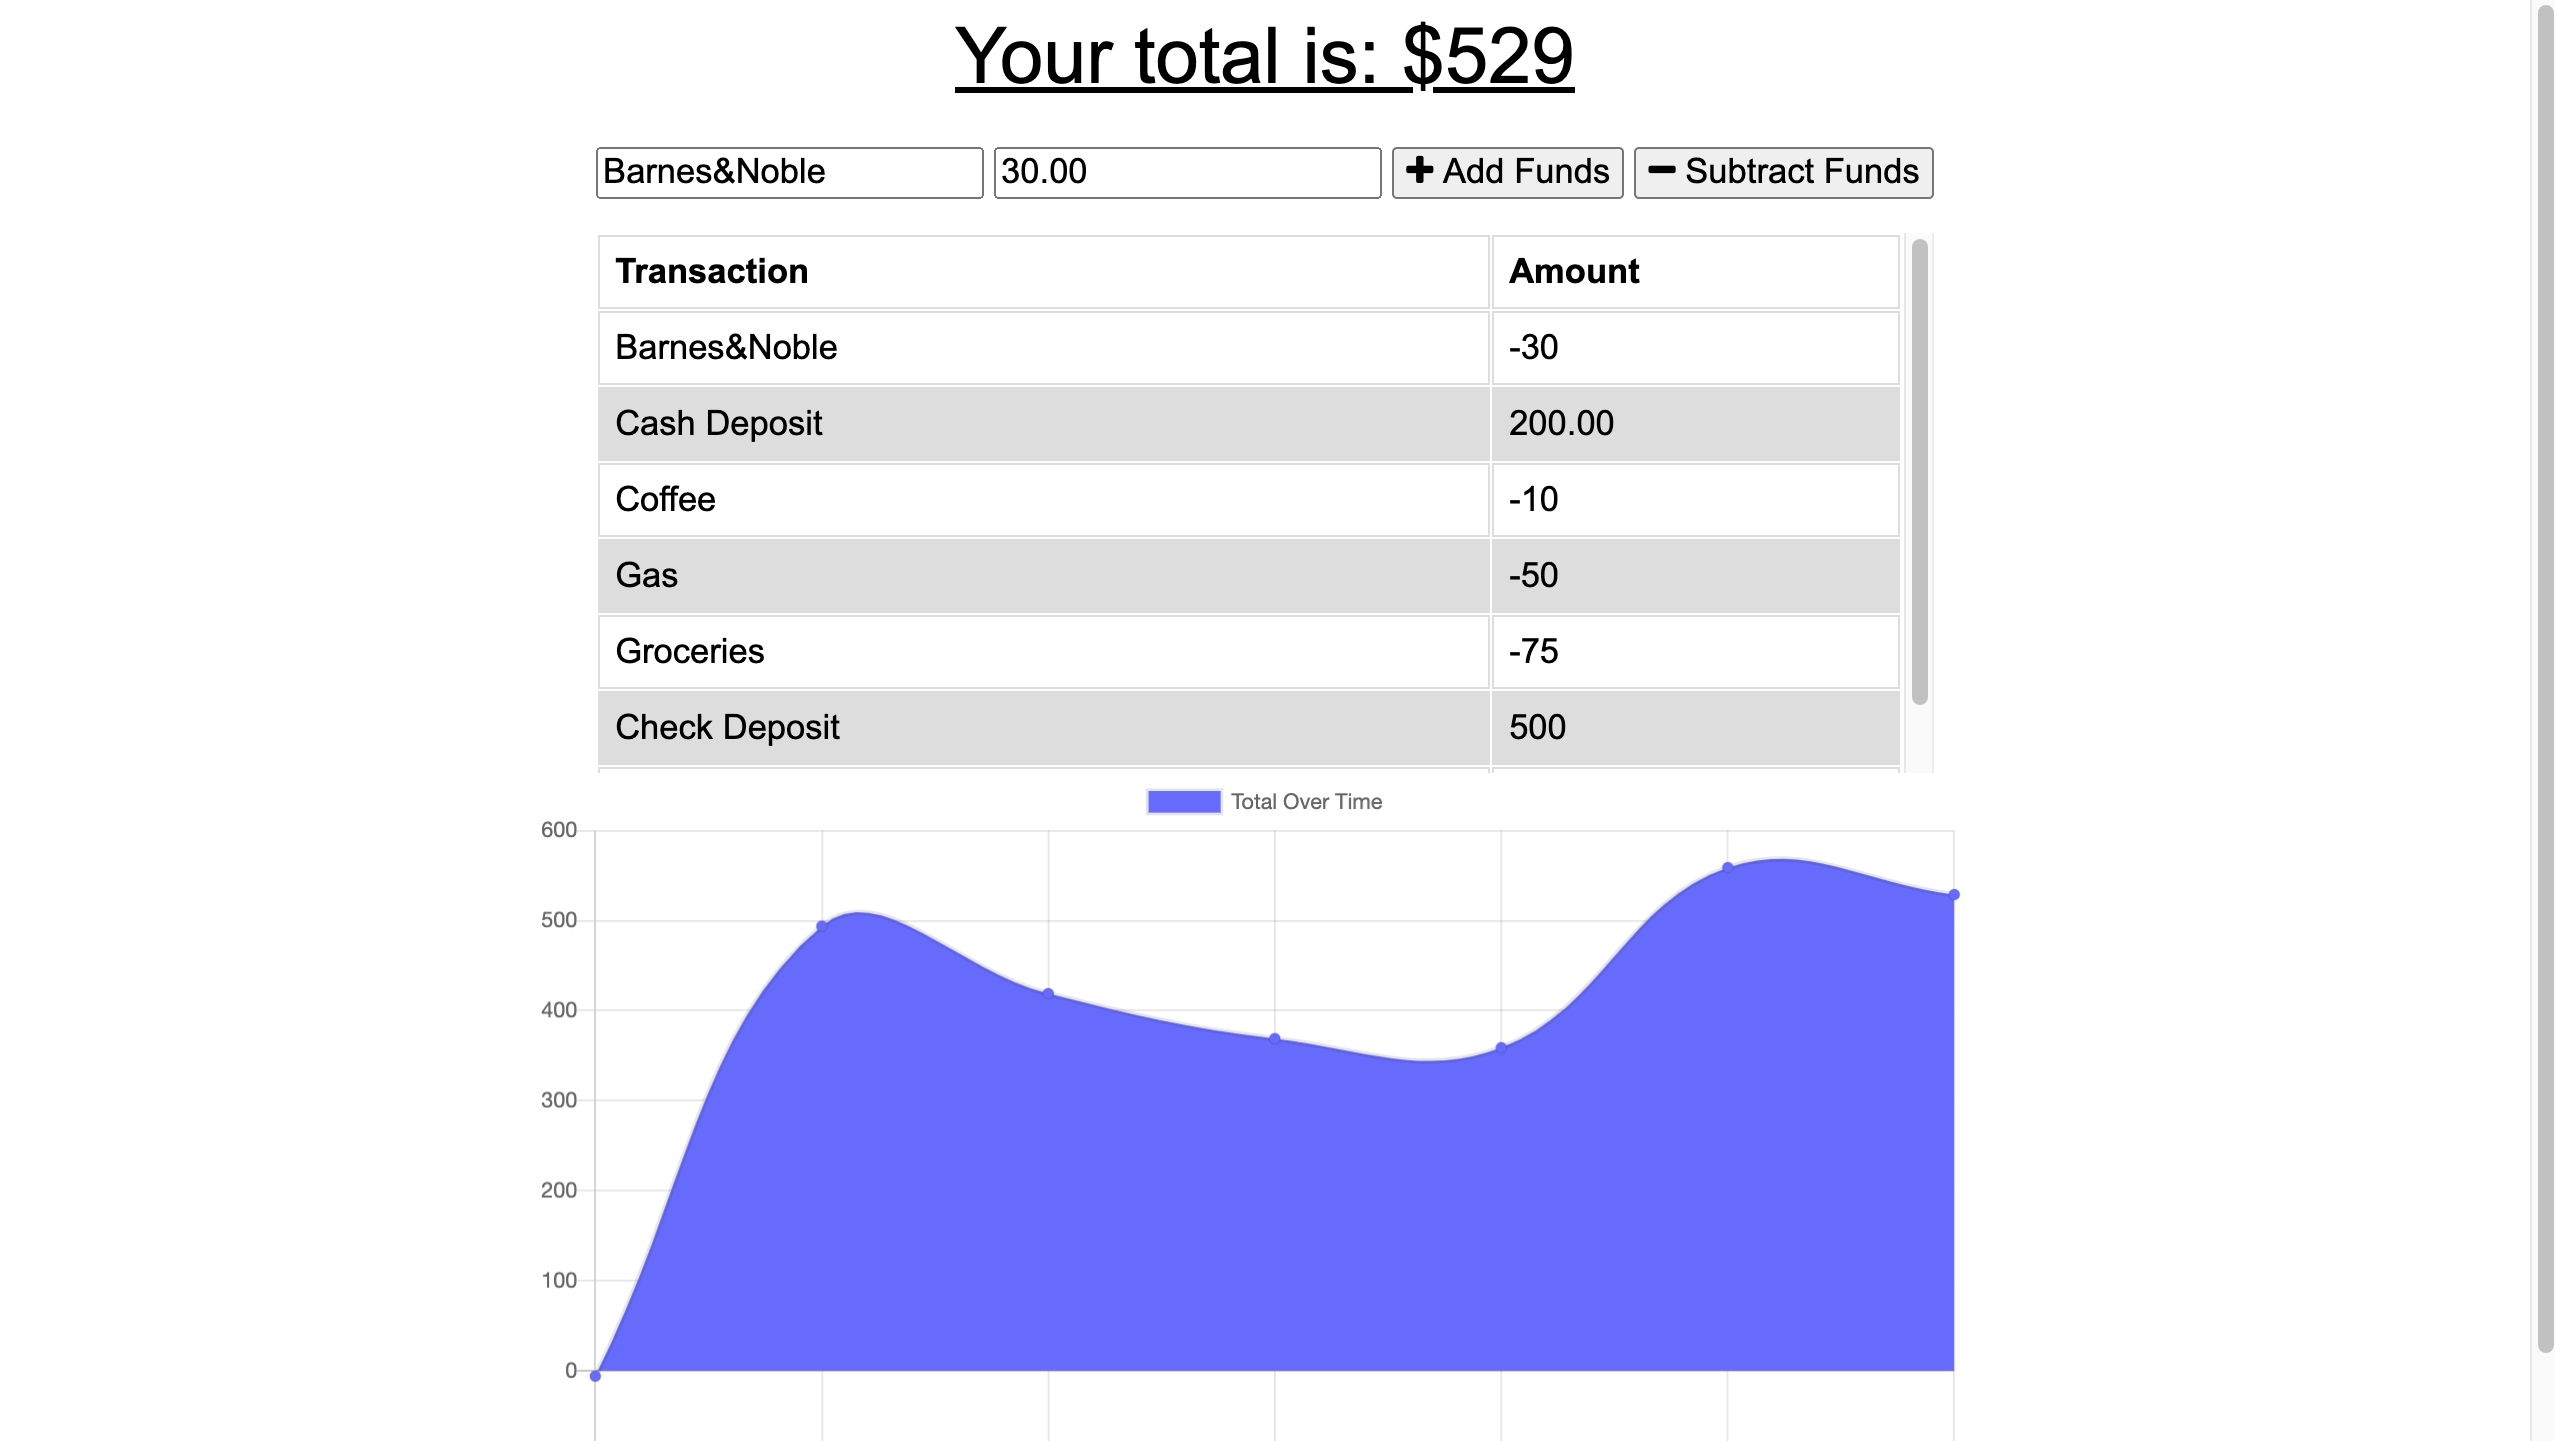 Your total is: $529
Barnes&Noble 30.00 Add Funds Subtract Funds
Transaction Amount
Barnes&Noble -30
Cash Deposit 200.00
Coffee -10
Gas -50
Groceries -75
Check Deposit 500
Total Over Time
600
500
400
300
200
100
0